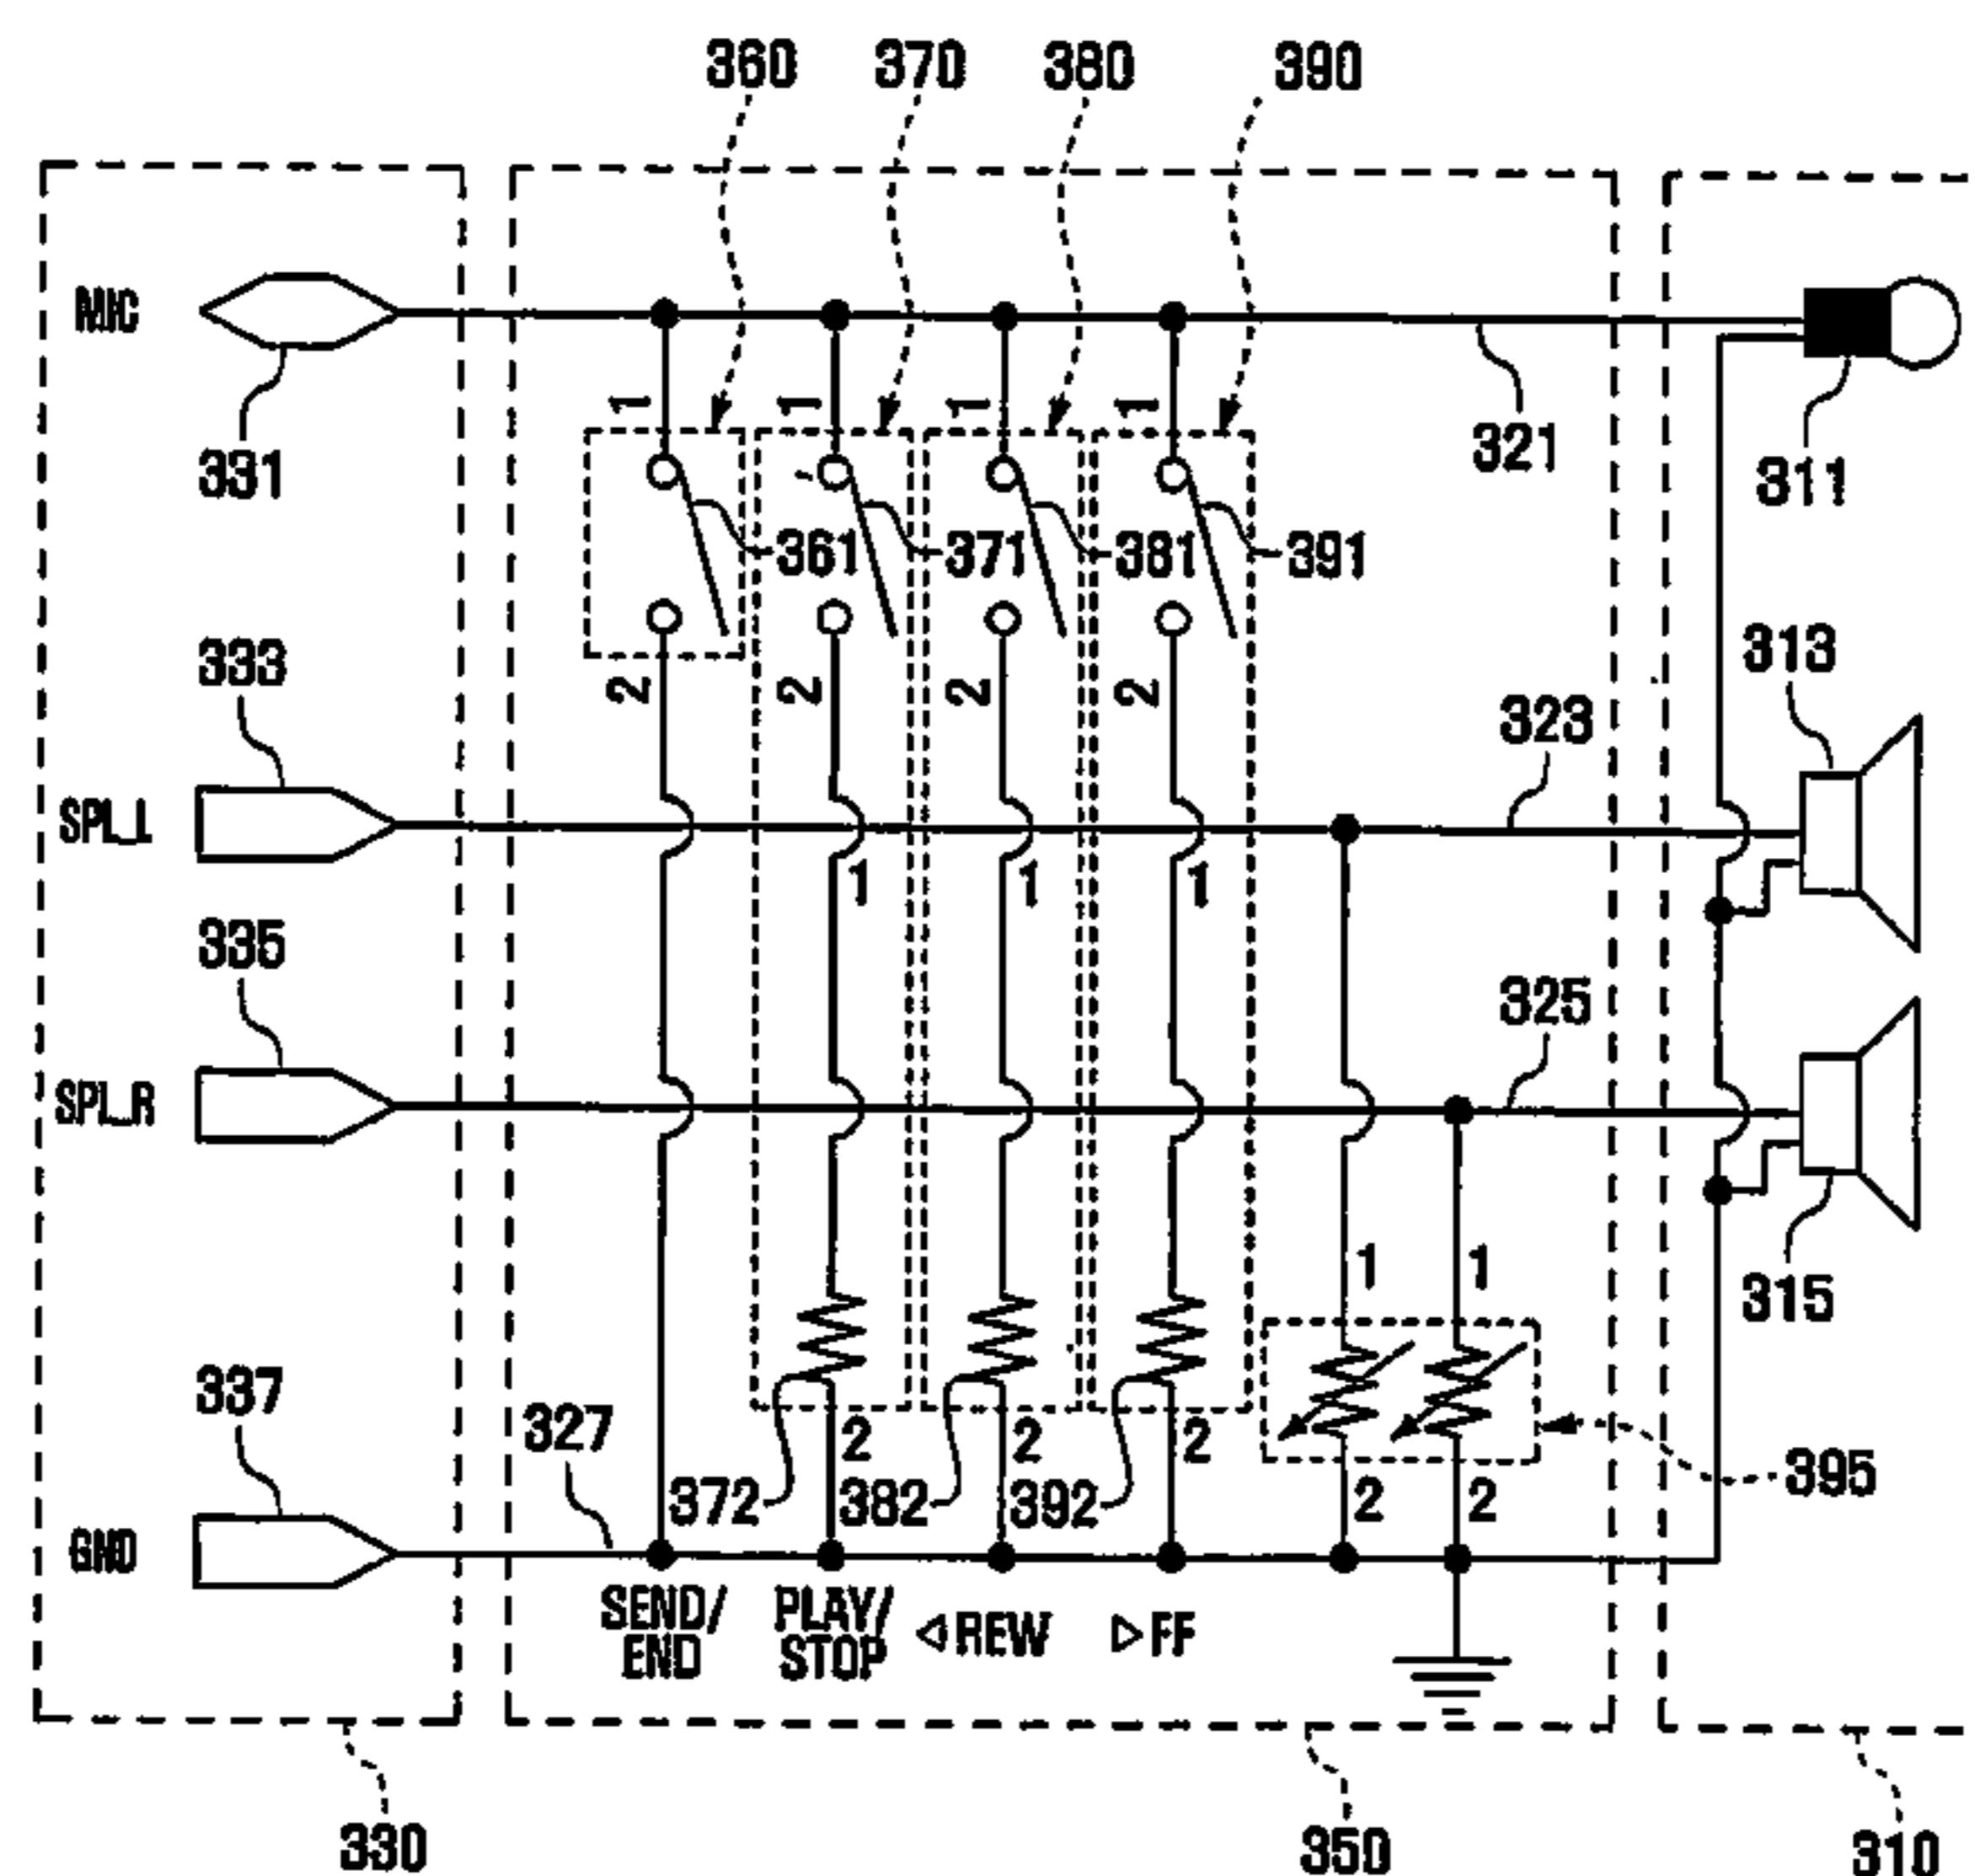 360 370 380 390
MIC
1 1 1 1
331 321 311
361 371 381 391
333 2 2 2 2 323 313
SPL_L
1 1 1
335 325
SPL_R
1 1 315
337 327 2 2 2 395
372 382 392 2 2
GND
SEND/
END
PLAY/
STOP
◁ REW ▷ FF
330 350 310